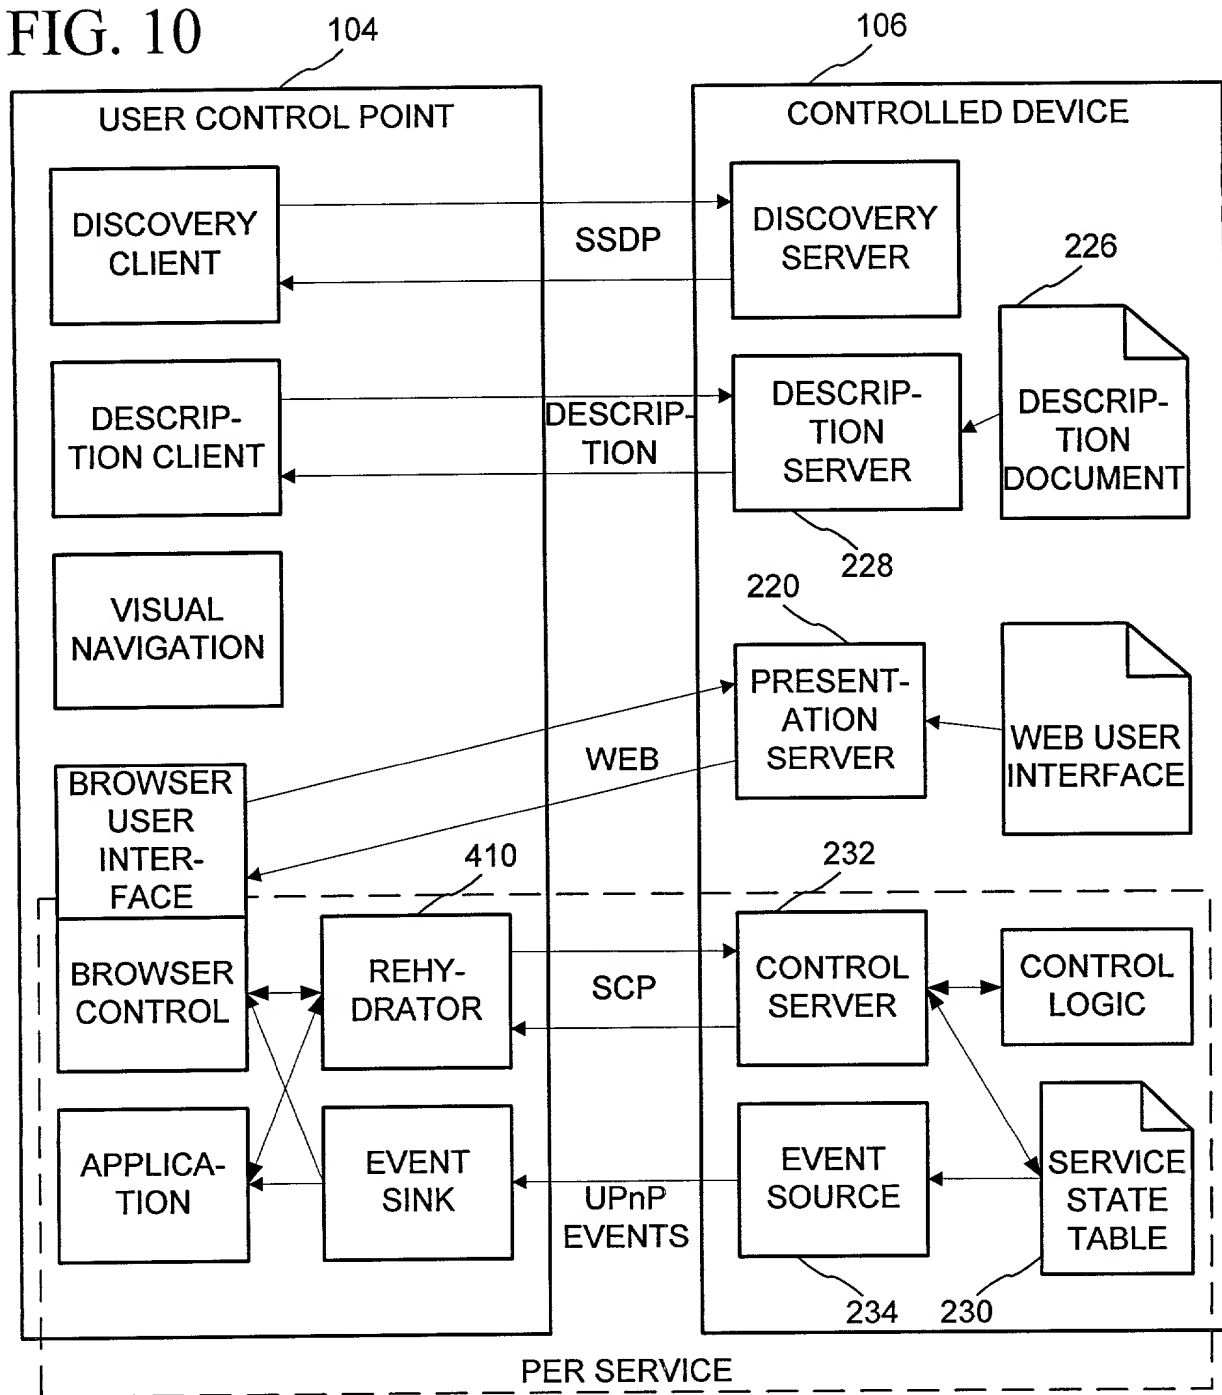 FIG. 10
104
106
USER CONTROL POINT
CONTROLLED DEVICE
DISCOVERY
CLIENT
SSDP
DISCOVERY
SERVER
226
DESCRIP-
TION CLIENT
DESCRIP-
TION
DESCRIP-
TION
SERVER
DESCRIP-
TION
DOCUMENT
228
VISUAL
NAVIGATION
220
PRESENT-
ATION
SERVER
WEB USER
INTERFACE
WEB
BROWSER
USER
INTER-
FACE
410
232
BROWSER
CONTROL
REHY-
DRATOR
SCP
CONTROL
SERVER
CONTROL
LOGIC
APPLICA-
TION
EVENT
SINK
UPnP
EVENTS
EVENT
SOURCE
SERVICE
STATE
TABLE
234
230
PER SERVICE